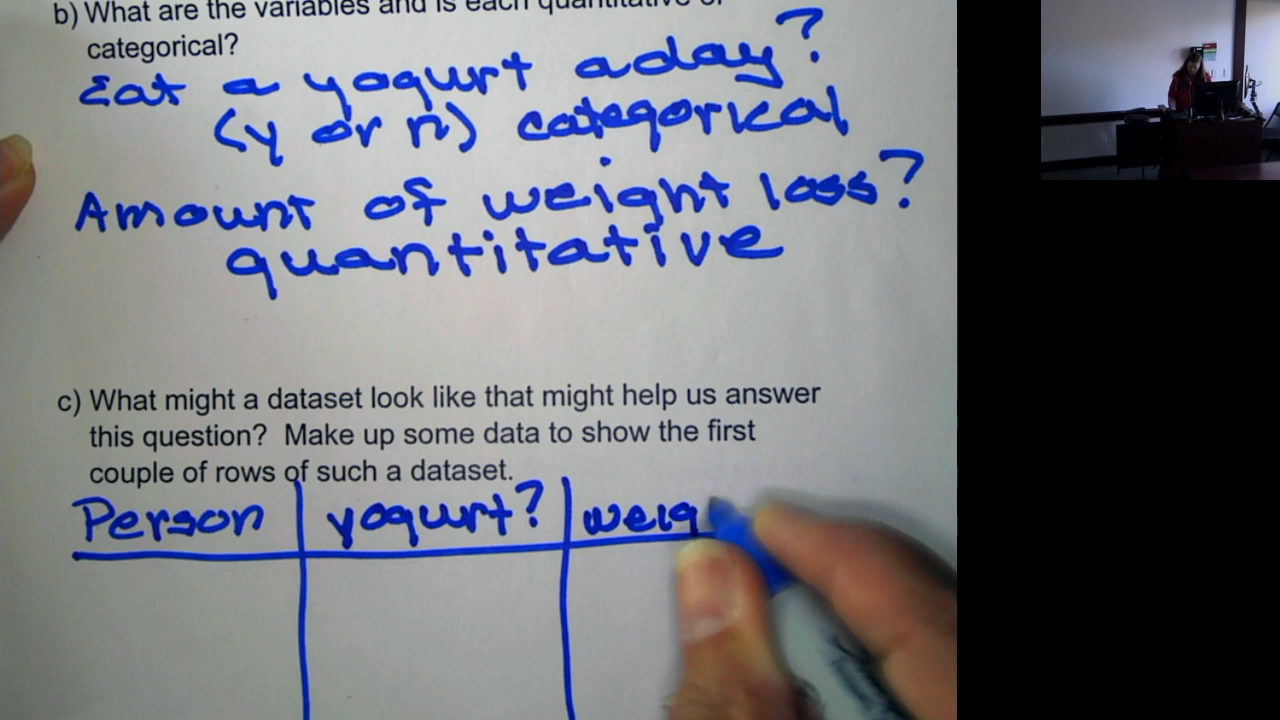 b) What are the variables and is each quantitative or
categorical?
Eat a yogurt a day?
(y or n) categorical
Amount of weight loss?
quantitative
c) What might a dataset look like that might help us answer
this question? Make up some data to show the first
couple of rows of such a dataset.
Person yogurt? weig